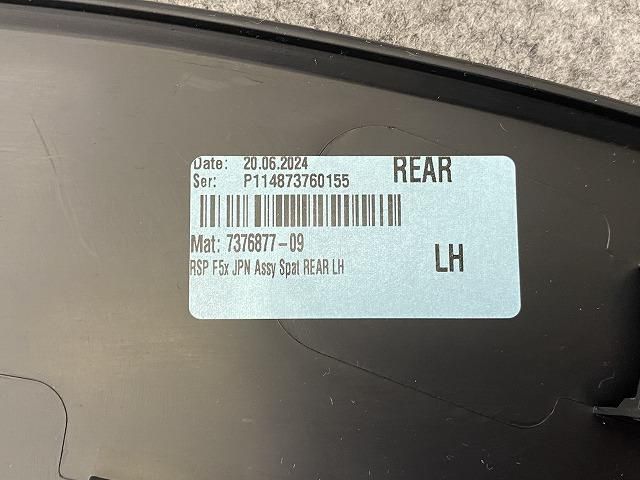 Date: 20.06.2024 REAR
Ser: P114873760155
Mat: 7376877-09
RSP F5x JPN Assy Spat REAR LH
LH